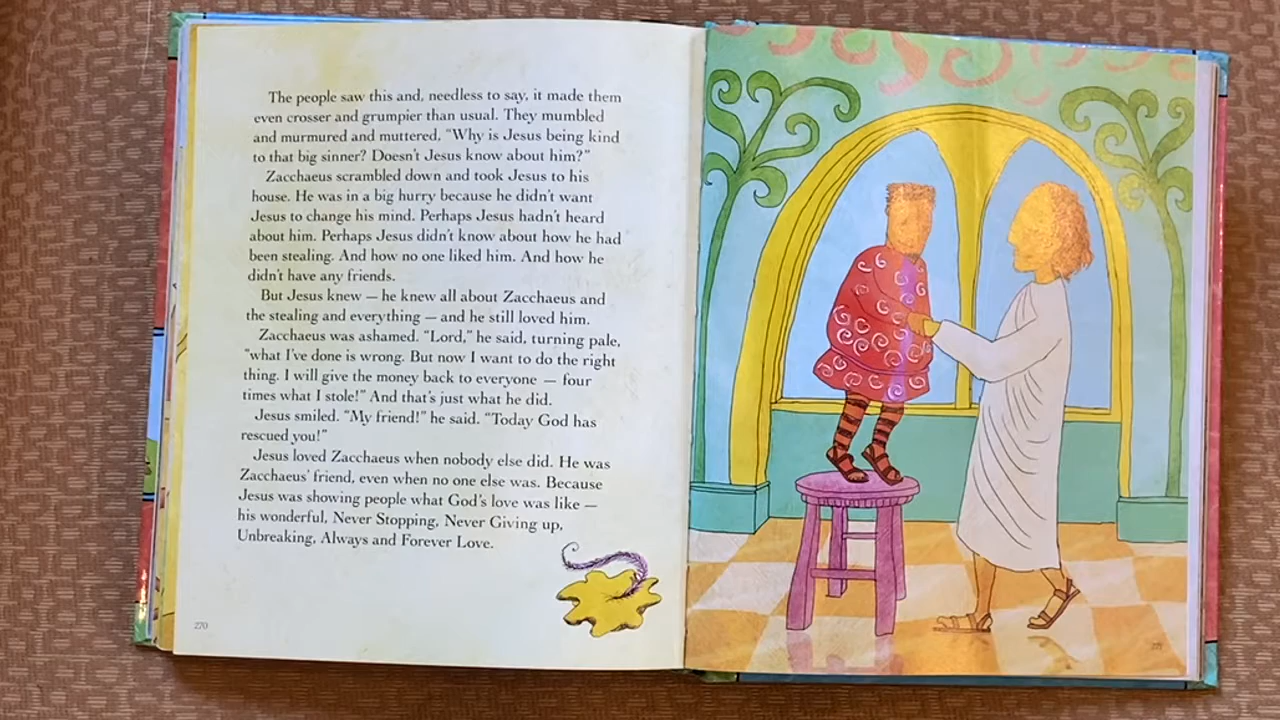 The people saw this and, needless to say, it made them
even crosser and grumpier than usual. They mumbled
and murmured and muttered, "Why is Jesus being kind
to that big sinner? Doesn't Jesus know about him?"
Zacchaeus scrambled down and took Jesus to his
house. He was in a big hurry because he didn't want
Jesus to change his mind. Perhaps Jesus hadn't heard
about him. Perhaps Jesus didn't know about how he had
been stealing. And how no one liked him. And how he
didn't have any friends.
But Jesus knew — he knew all about Zacchaeus and
the stealing and everything — and he still loved him.
Zacchaeus was ashamed. "Lord," he said, turning pale,
"what I've done is wrong. But now I want to do the right
thing. I will give the money back to everyone — four
times what I stole!" And that's just what he did.
Jesus smiled. "My friend!" he said. "Today God has
rescued you!"
Jesus loved Zacchaeus when nobody else did. He was
Zacchaeus' friend, even when no one else was. Because
Jesus was showing people what God's love was like —
his wonderful, Never Stopping, Never Giving up,
Unbreaking, Always and Forever Love.
270